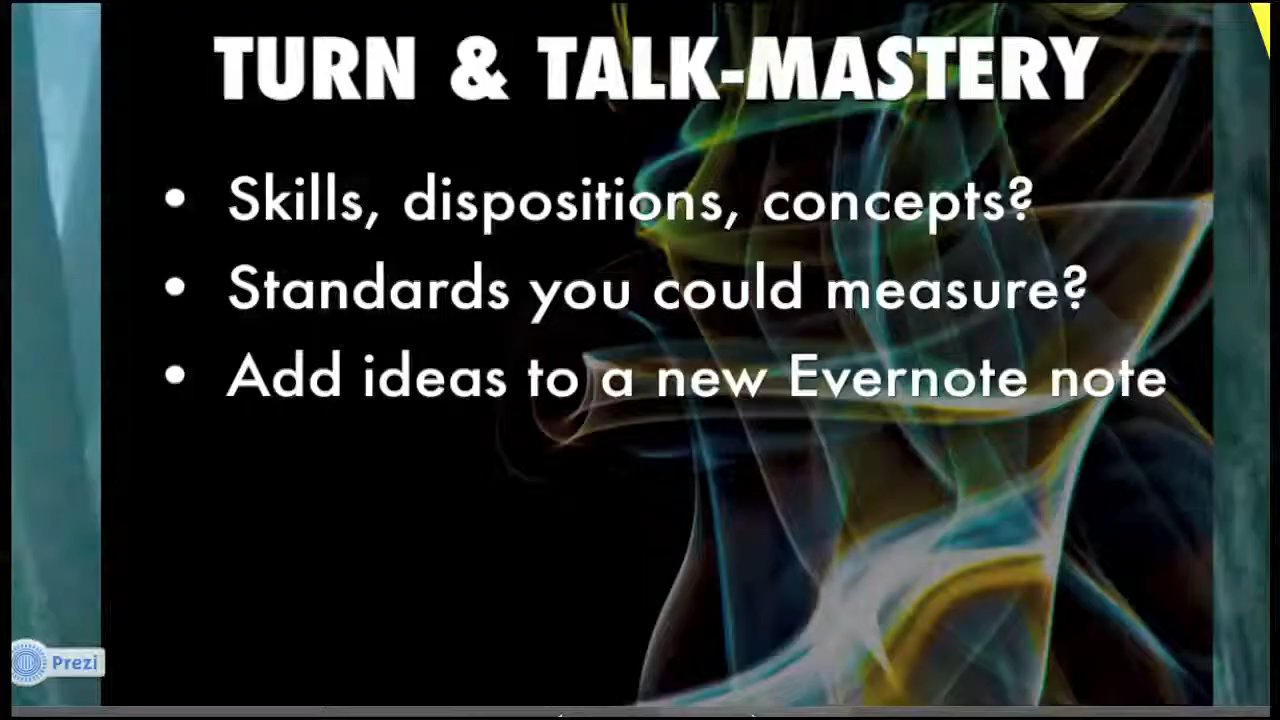 TURN & TALK-MASTERY
• Skills, dispositions, concepts?
• Standards you could measure?
• Add ideas to a new Evernote note
Prezi